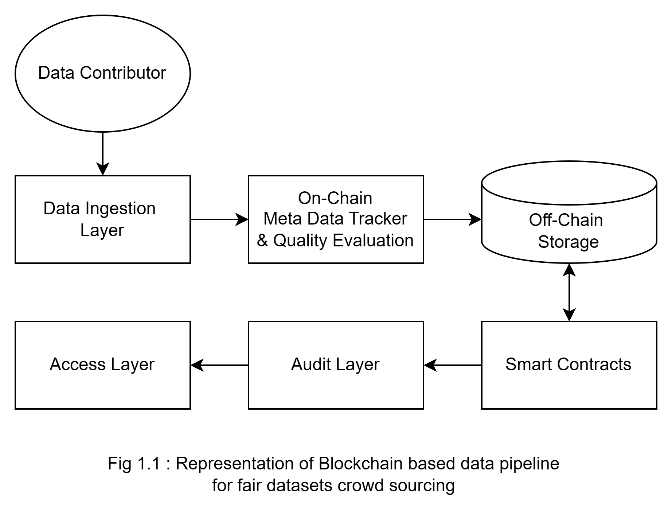 Data Contributor
Data Ingestion
Layer
On-Chain
Meta Data Tracker
& Quality Evaluation
Off-Chain
Storage
Access Layer
Audit Layer
Smart Contracts
Fig 1.1 : Representation of Blockchain based data pipeline
for fair datasets crowd sourcing